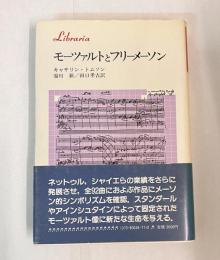 Libraria
モーツァルトとフリーメーソン
キャサリン・トムソン
湯川 新／田口孝吉訳
ネットゥル、シャイエらの業績をさらに
発展させ、全92曲におよぶ作品にメーソ
ン的シンボリズムを確認、スタンダール
やアインシュタインによって固定された
モーツァルト像に新たな生命を与える。